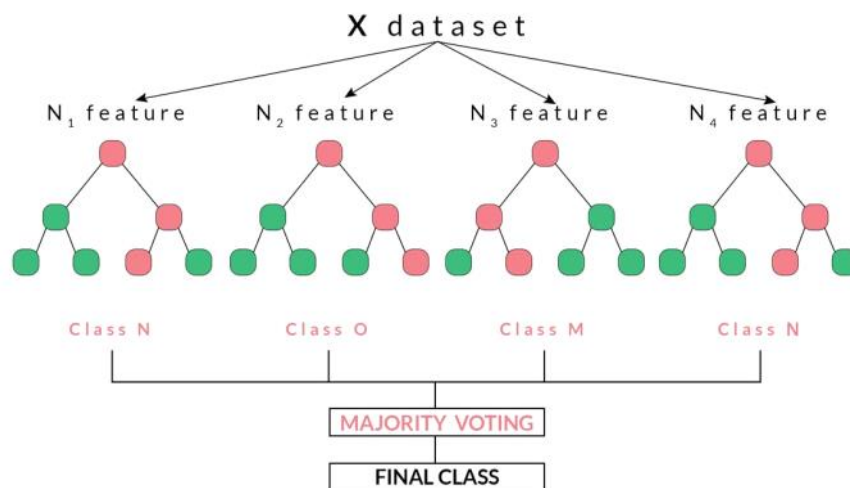 X dataset
N₁ feature N₂ feature N₃ feature N₄ feature
Class N Class O Class M Class N
MAJORITY VOTING
FINAL CLASS